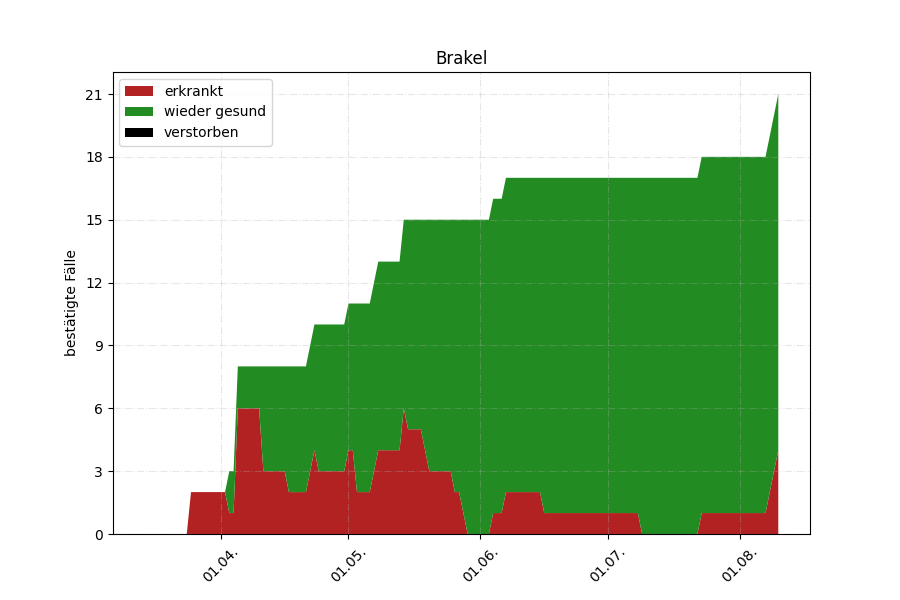 Brakel
erkrankt
wieder gesund
verstorben
bestätigte Fälle
21
18
15
12
9
6
3
0
01.04.
01.05.
01.06.
01.07.
01.08.